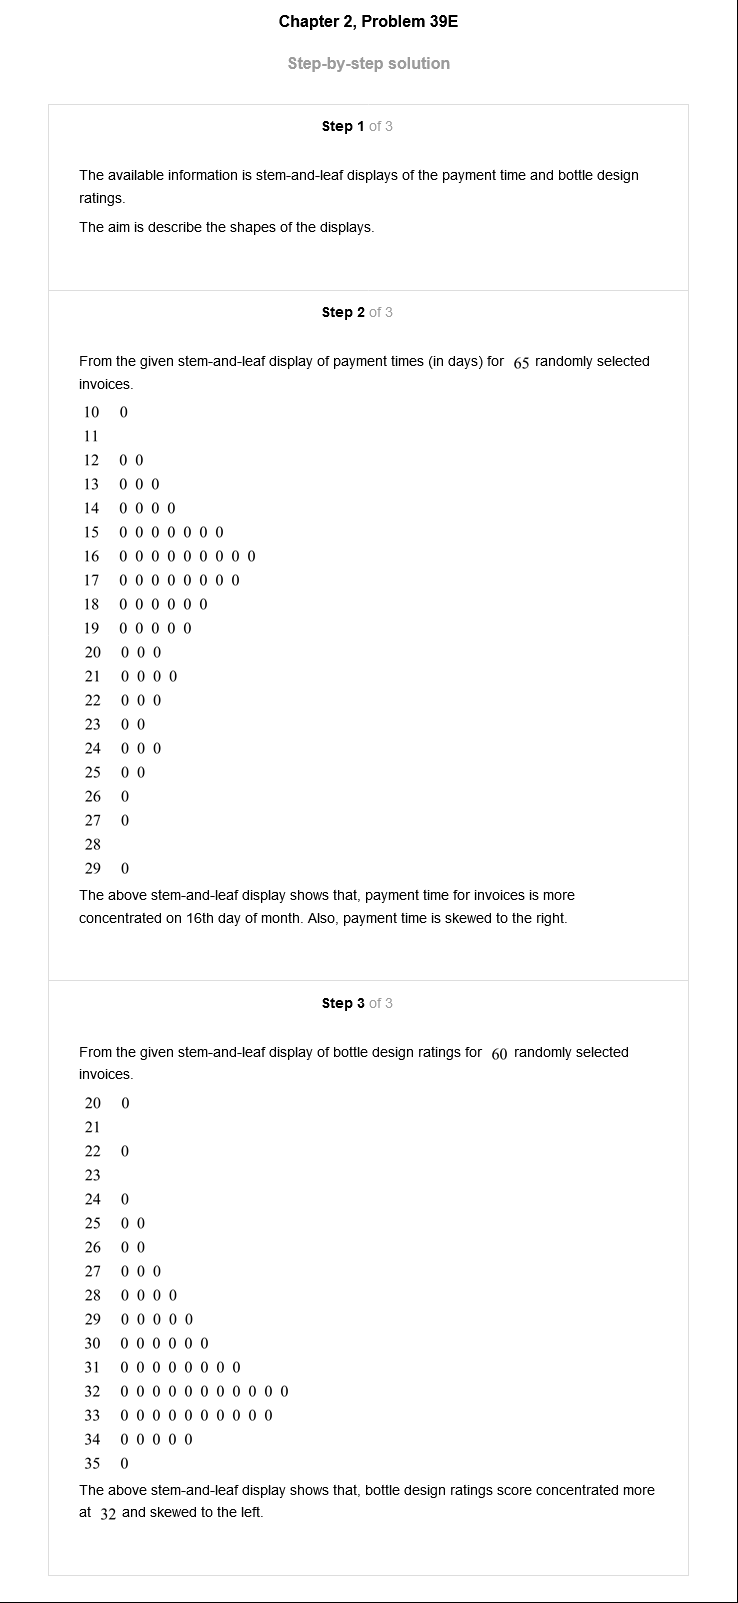 Chapter 2, Problem 39E
Step-by-step solution
Step 1 of 3
The available information is stem-and-leaf displays of the payment time and bottle design
ratings.
The aim is describe the shapes of the displays.
Step 2 of 3
From the given stem-and-leaf display of payment times (in days) for 65 randomly selected
invoices.
10 0
11
12 0 0
13 0 0 0
14 0 0 0 0
15 0 0 0 0 0 0 0
16 0 0 0 0 0 0 0 0 0
17 0 0 0 0 0 0 0 0
18 0 0 0 0 0 0
19 0 0 0 0 0
20 0 0 0
21 0 0 0 0
22 0 0 0
23 0 0
24 0 0 0
25 0 0
26 0
27 0
28
29 0
The above stem-and-leaf display shows that, payment time for invoices is more
concentrated on 16th day of month. Also, payment time is skewed to the right.
Step 3 of 3
From the given stem-and-leaf display of bottle design ratings for 60 randomly selected
invoices.
20 0
21
22 0
23
24 0
25 0 0
26 0 0
27 0 0 0
28 0 0 0 0
29 0 0 0 0 0
30 0 0 0 0 0 0
31 0 0 0 0 0 0 0 0
32 0 0 0 0 0 0 0 0 0 0 0
33 0 0 0 0 0 0 0 0 0 0
34 0 0 0 0 0
35 0
The above stem-and-leaf display shows that, bottle design ratings score concentrated more
at 32 and skewed to the left.